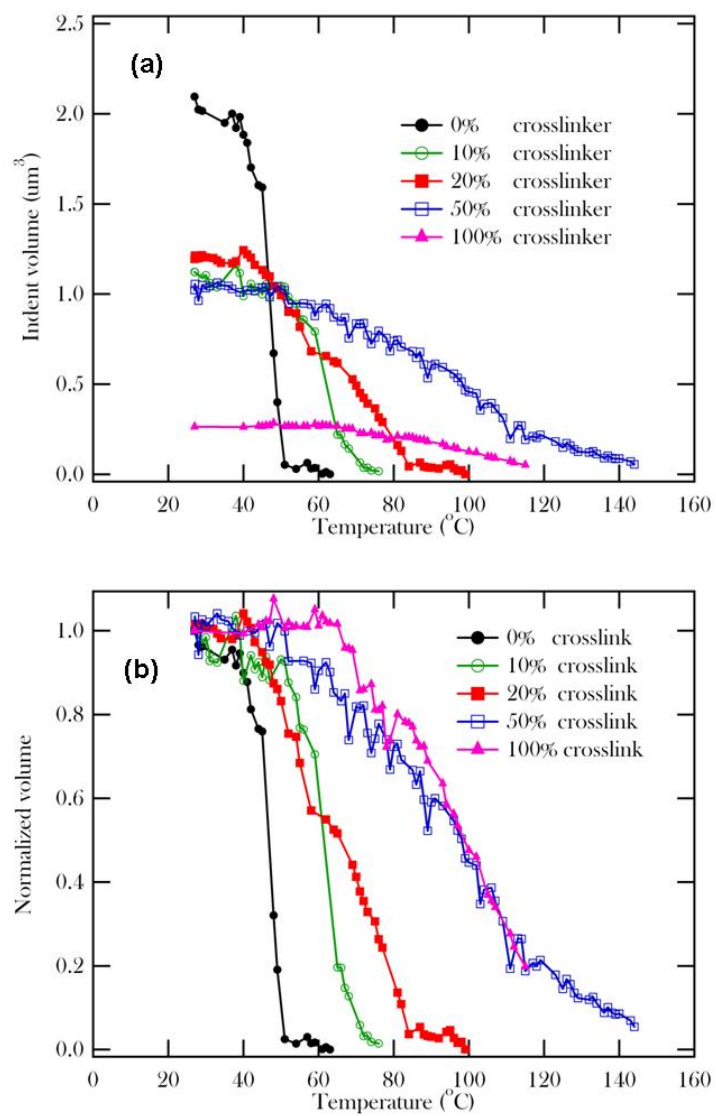 2.5
2.0
1.5
1.0
0.5
0.0
Indent volume (um³)
(a)
0% crosslinker
10% crosslinker
20% crosslinker
50% crosslinker
100% crosslinker
0 20 40 60 80 100 120 140 160
Temperature (°C)
1.0
0.8
0.6
0.4
0.2
0.0
Normalized volume
(b)
0% crosslink
10% crosslink
20% crosslink
50% crosslink
100% crosslink
0 20 40 60 80 100 120 140 160
Temperature (°C)